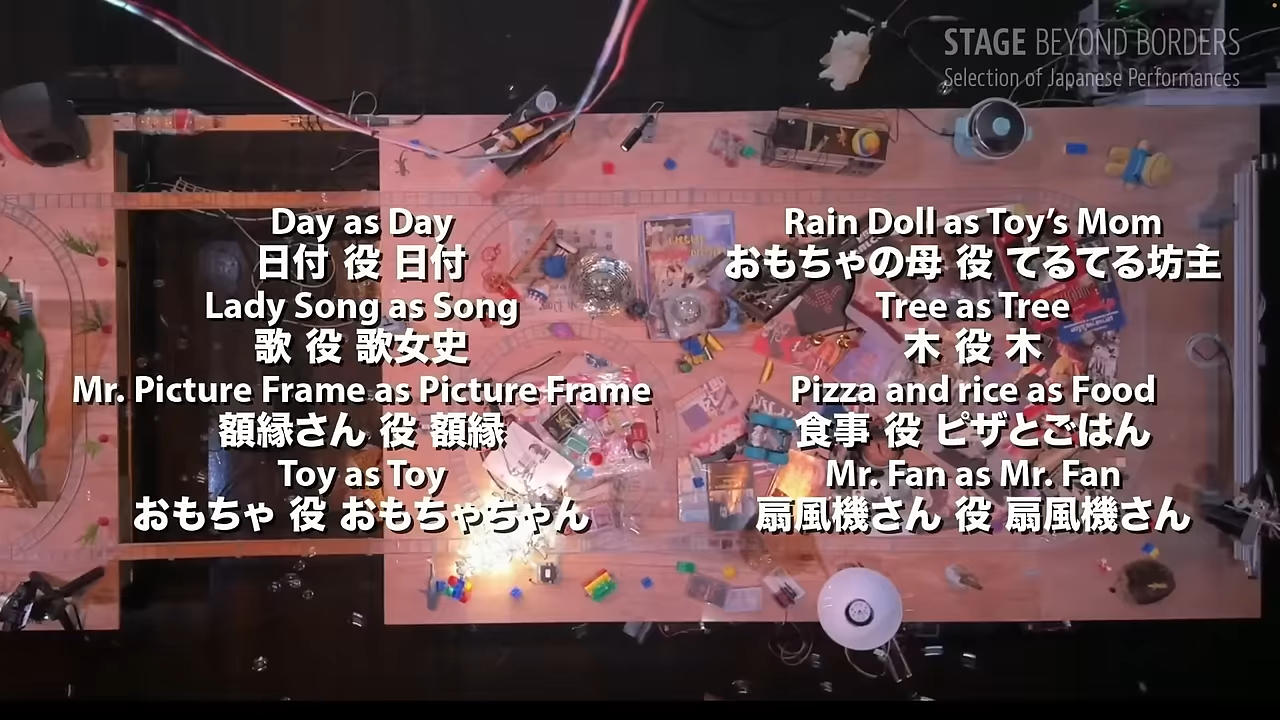 STAGE BEYOND BORDERS
Selection of Japanese Performances
Day as Day
日付 役 日付
Lady Song as Song
歌 役 歌女史
Mr. Picture Frame as Picture Frame
額縁さん 役 額縁
Toy as Toy
おもちゃ 役 おもちゃちゃん
Rain Doll as Toy’s Mom
おもちゃの母 役 てるてる坊主
Tree as Tree
木 役 木
Pizza and rice as Food
食事 役 ピザとごはん
Mr. Fan as Mr. Fan
扇風機さん 役 扇風機さん